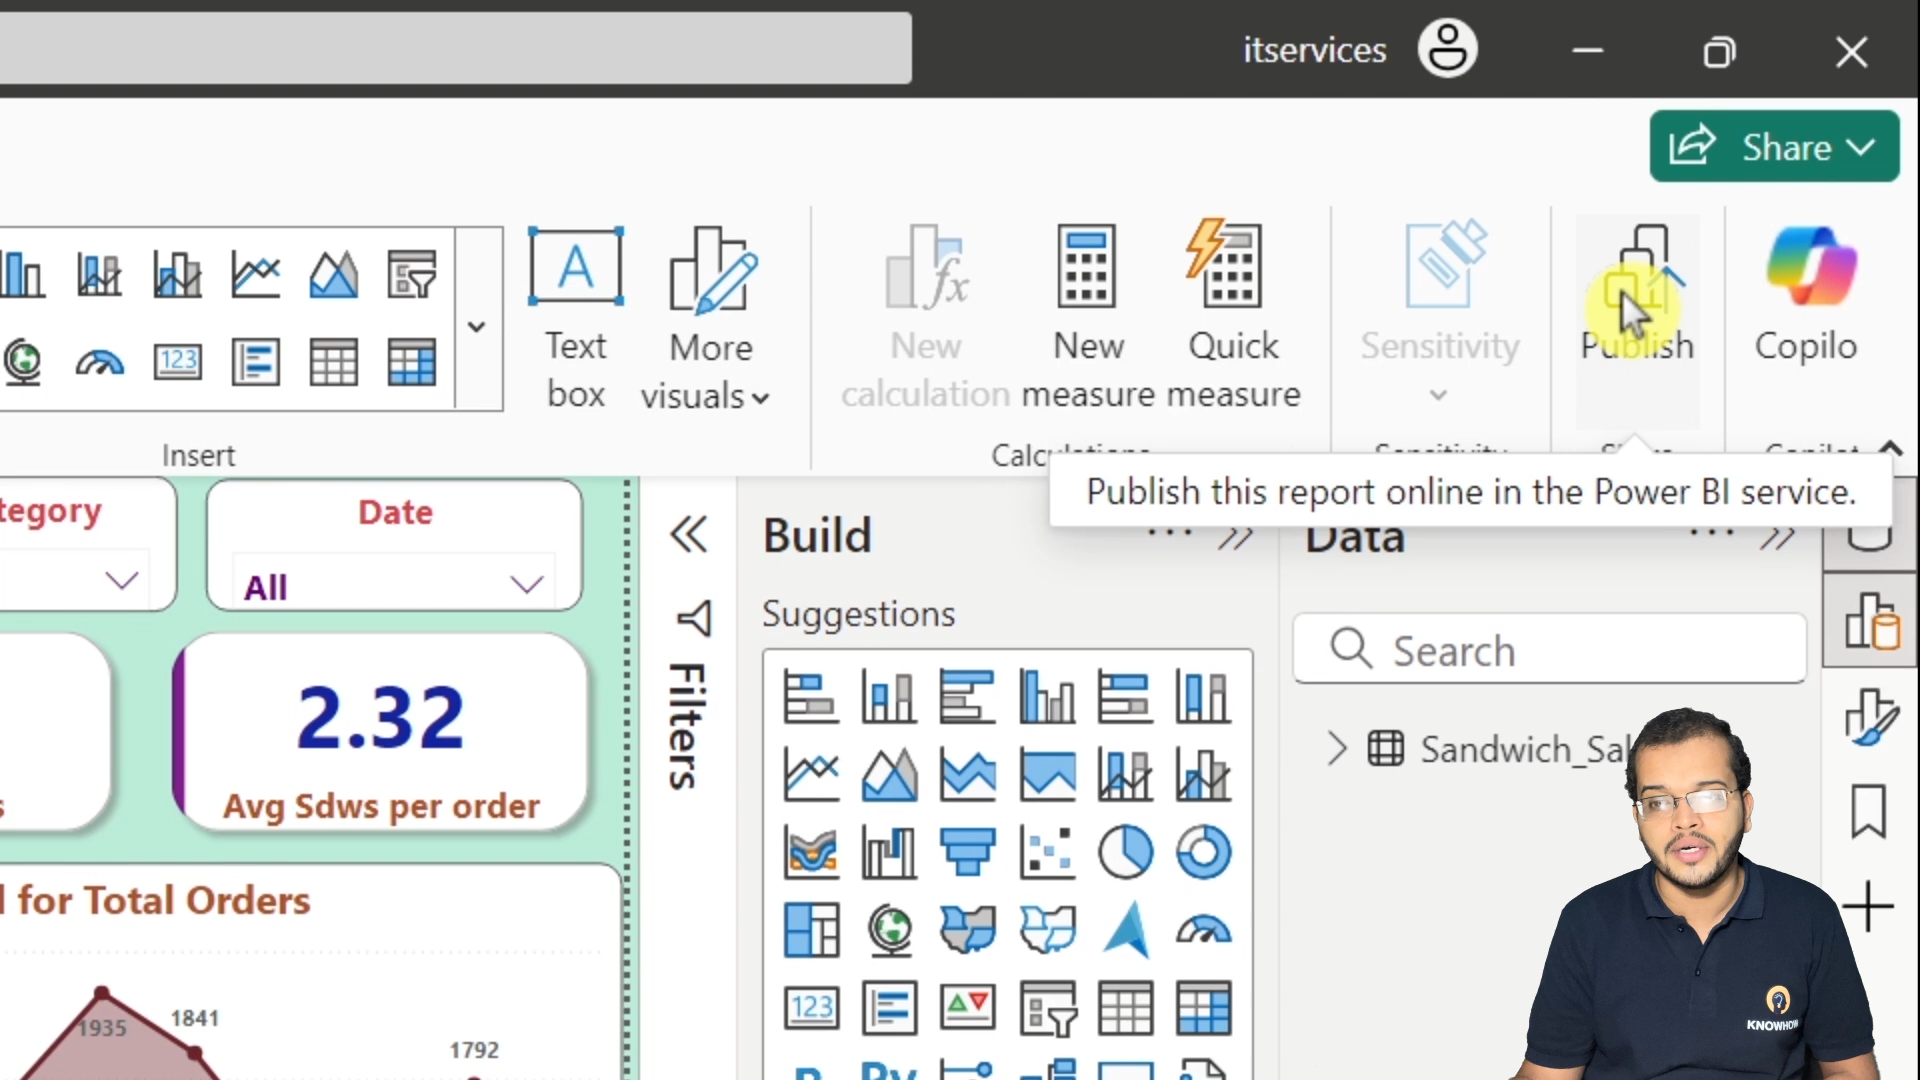 itservices
Share
Text box
More visuals
New calculation
New measure
Quick measure
Sensitivity
Publish
Copilo
Insert
Publish this report online in the Power BI service.
tegory
Date
All
Build
Data
Suggestions
Search
Filters
2.32
Avg Sdws per order
s
Sandwich_Sal
123
123
for Total Orders
1935
1841
1792
KNOWHOW